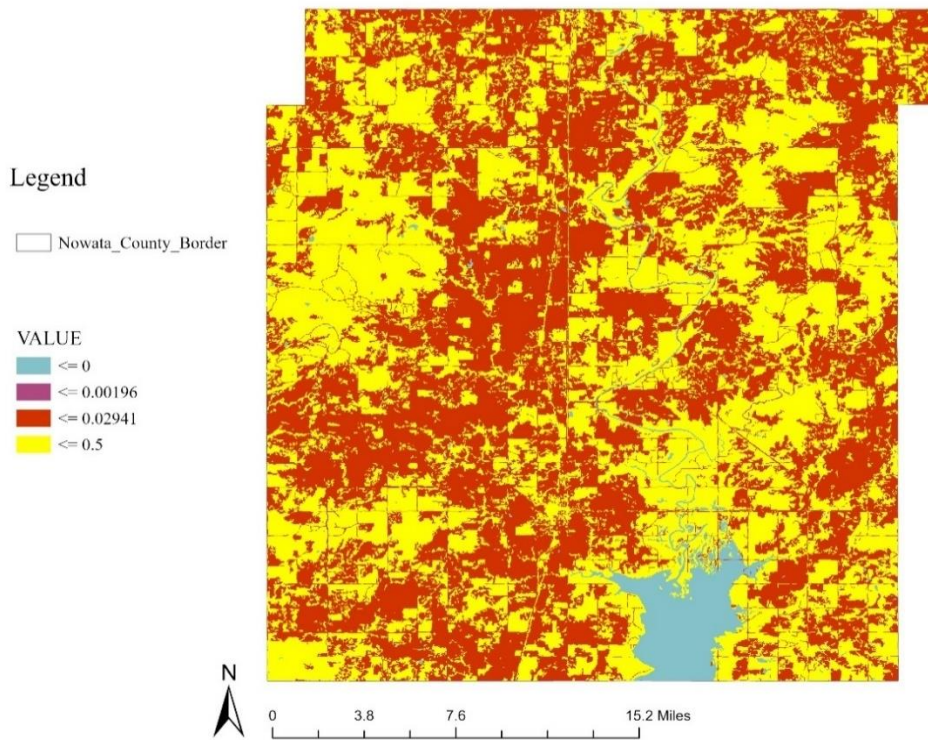 Legend
Nowata_County_Border
VALUE
<= 0
<= 0.00196
<= 0.02941
<= 0.5
N
0 3.8 7.6 15.2 Miles